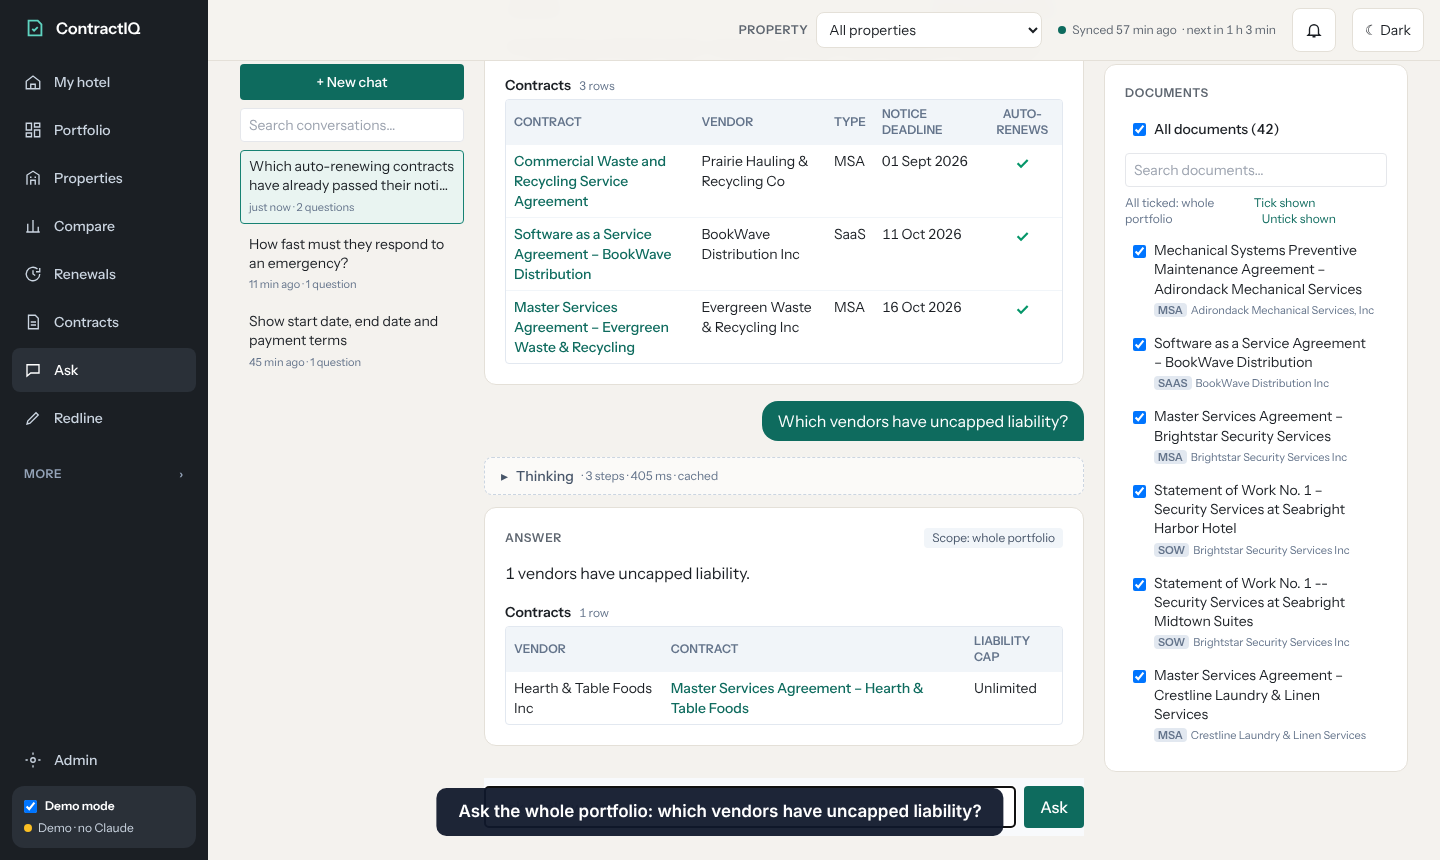 ContractIQ
My hotel
Portfolio
Properties
Compare
Renewals
Contracts
Ask
Redline
MORE
›
Admin
Demo mode
Demo · no Claude
PROPERTY
All properties
Synced 57 min ago · next in 1 h 3 min
☾ Dark
+ New chat
Search conversations...
Which auto-renewing contracts
have already passed their noti...
just now · 2 questions
How fast must they respond to
an emergency?
11 min ago · 1 question
Show start date, end date and
payment terms
45 min ago · 1 question
Contracts 3 rows
CONTRACT VENDOR TYPE NOTICE DEADLINE AUTO-RENEWS
Commercial Waste and Recycling Service Agreement Prairie Hauling & Recycling Co MSA 01 Sept 2026 ✓
Software as a Service Agreement – BookWave Distribution BookWave Distribution Inc SaaS 11 Oct 2026 ✓
Master Services Agreement – Evergreen Waste & Recycling Evergreen Waste & Recycling Inc MSA 16 Oct 2026 ✓
Which vendors have uncapped liability?
▸ Thinking · 3 steps · 405 ms · cached
ANSWER
Scope: whole portfolio
1 vendors have uncapped liability.
Contracts 1 row
VENDOR CONTRACT LIABILITY CAP
Hearth & Table Foods Inc Master Services Agreement – Hearth & Table Foods Unlimited
Ask the whole portfolio: which vendors have uncapped liability?
Ask
DOCUMENTS
All documents (42)
Search documents...
All ticked: whole portfolio
Tick shown
Untick shown
Mechanical Systems Preventive
Maintenance Agreement –
Adirondack Mechanical Services
MSA Adirondack Mechanical Services, Inc
Software as a Service Agreement
– BookWave Distribution
SAAS BookWave Distribution Inc
Master Services Agreement –
Brightstar Security Services
MSA Brightstar Security Services Inc
Statement of Work No. 1 –
Security Services at Seabright
Harbor Hotel
SOW Brightstar Security Services Inc
Statement of Work No. 1 --
Security Services at Seabright
Midtown Suites
SOW Brightstar Security Services Inc
Master Services Agreement –
Crestline Laundry & Linen
Services
MSA Crestline Laundry & Linen Services